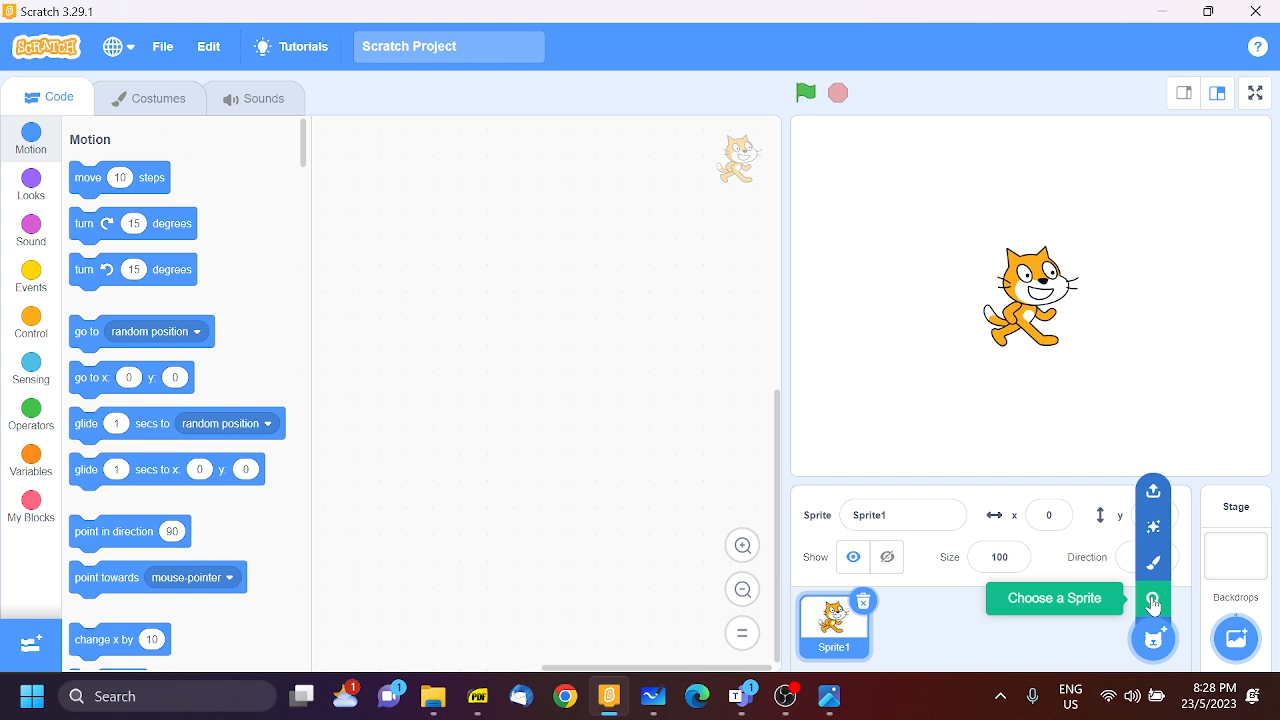 Scratch 3.29.1
SCRATCH File Edit Tutorials Scratch Project ?
Code Costumes Sounds
Motion
Looks
Sound
Events
Control
Sensing
Operators
Variables
My Blocks
Motion
move 10 steps
turn 15 degrees
turn 15 degrees
go to random position
go to x: 0 y: 0
glide 1 secs to random position
glide 1 secs to x: 0 y: 0
point in direction 90
point towards mouse-pointer
change x by 10
Sprite Sprite1 x 0 y
Show Size 100 Direction
Choose a Sprite
Sprite1
Stage
Backdrops
Search
1
1
PDF
1
ENG
US
8:28 PM
23/5/2023